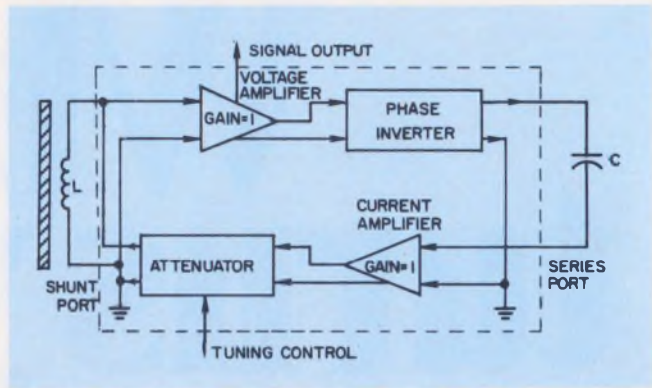 SIGNAL OUTPUT
VOLTAGE
AMPLIFIER
GAIN=1
PHASE
INVERTER
L
C
CURRENT
AMPLIFIER
GAIN=1
ATTENUATOR
SHUNT
PORT
SERIES
PORT
TUNING CONTROL